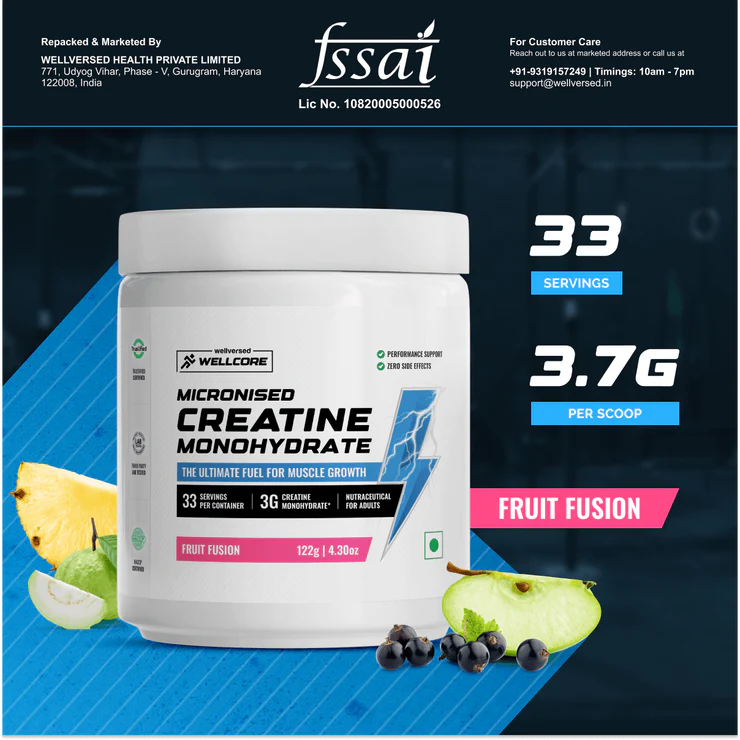 Repacked & Marketed By
WELLVERSED HEALTH PRIVATE LIMITED
771, Udyog Vihar, Phase - V, Gurugram, Haryana
122008, India
fssai
Lic No. 10820005000526
For Customer Care
Reach out to us at marketed address or call us at
+91-9319157249 | Timings: 10am - 7pm
support@wellversed.in
33
SERVINGS
3.7G
PER SCOOP
FRUIT FUSION
wellversed
WELLCORE
PERFORMANCE SUPPORT
ZERO SIDE EFFECTS
MICRONISED
CREATINE
MONOHYDRATE
THE ULTIMATE FUEL FOR MUSCLE GROWTH
33 SERVINGS PER CONTAINER | 3G CREATINE MONOHYDRATE* | NUTRACEUTICAL FOR ADULTS
FRUIT FUSION 122g | 4.30oz